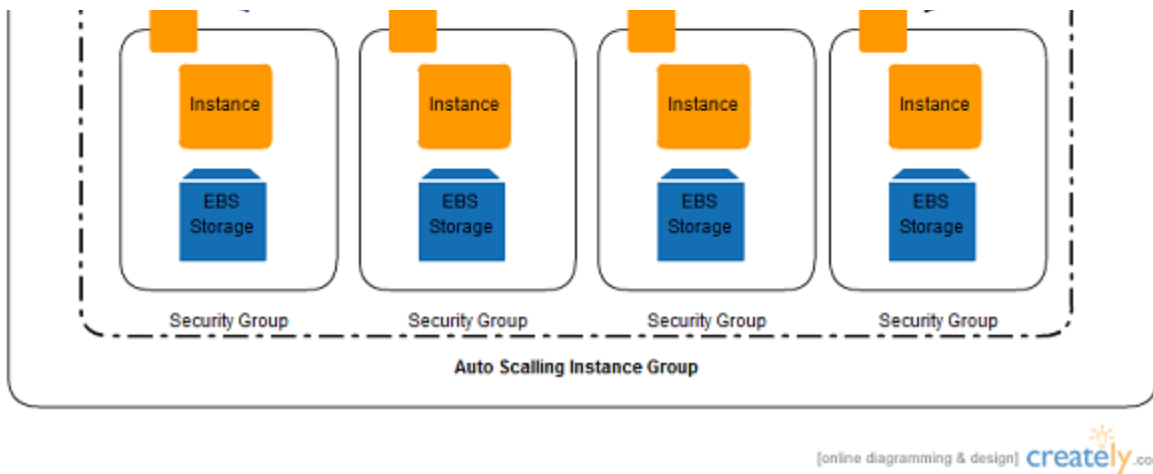 Instance Instance Instance Instance
EBS EBS EBS EBS
Storage Storage Storage Storage
Security Group Security Group Security Group Security Group
Auto Scalling Instance Group
[online diagramming & design] creately.co